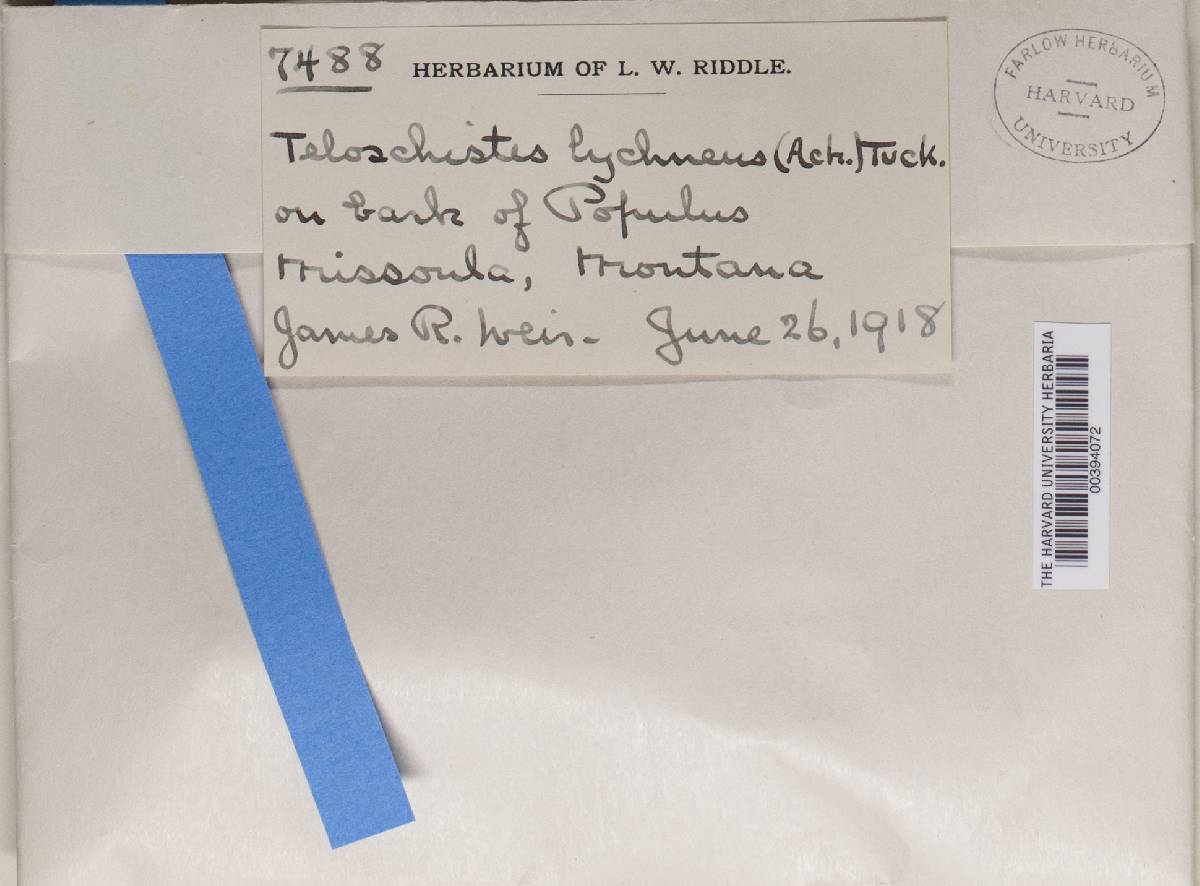 7488 HERBARIUM OF L. W. RIDDLE.
Teloschistes lychneus (Ach.) Tuck.
on bark of Populus
Missoula, Montana
James R. Weir - June 26, 1918
FARLOW HERBARIUM
HARVARD
UNIVERSITY
THE HARVARD UNIVERSITY HERBARIA
00394072